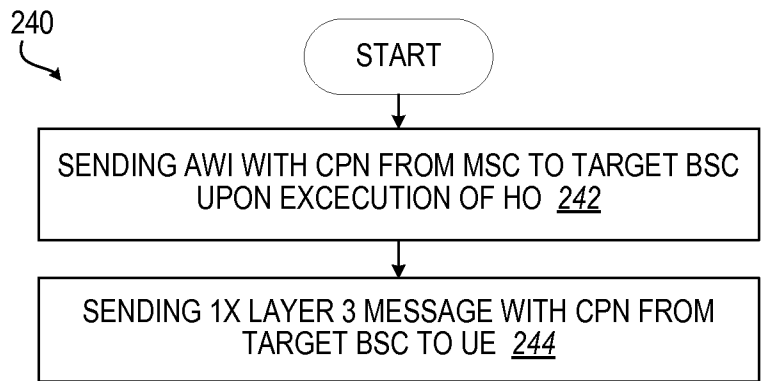 240
START
SENDING AWI WITH CPN FROM MSC TO TARGET BSC
UPON EXCECUTION OF HO 242
SENDING 1X LAYER 3 MESSAGE WITH CPN FROM
TARGET BSC TO UE 244